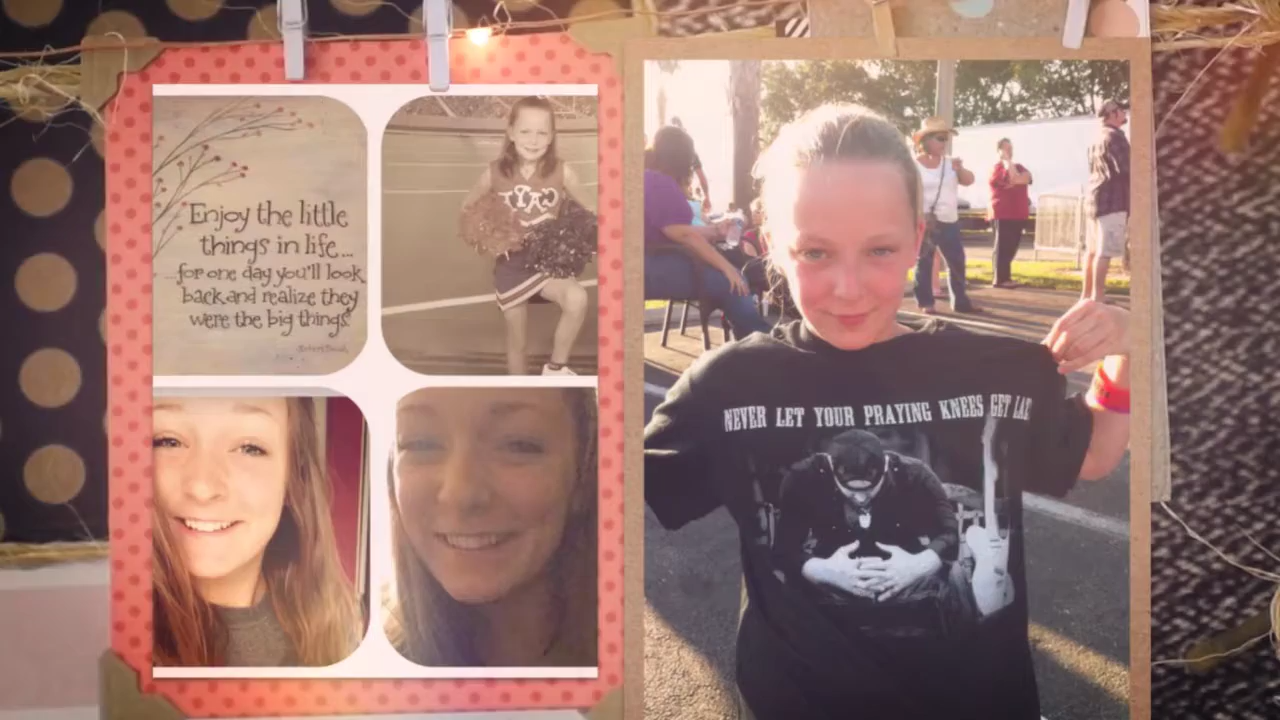 Enjoy the little
things in life...
for one day you'll look
back and realize they
were the big things.
NEVER LET YOUR PRAYING KNEES GET